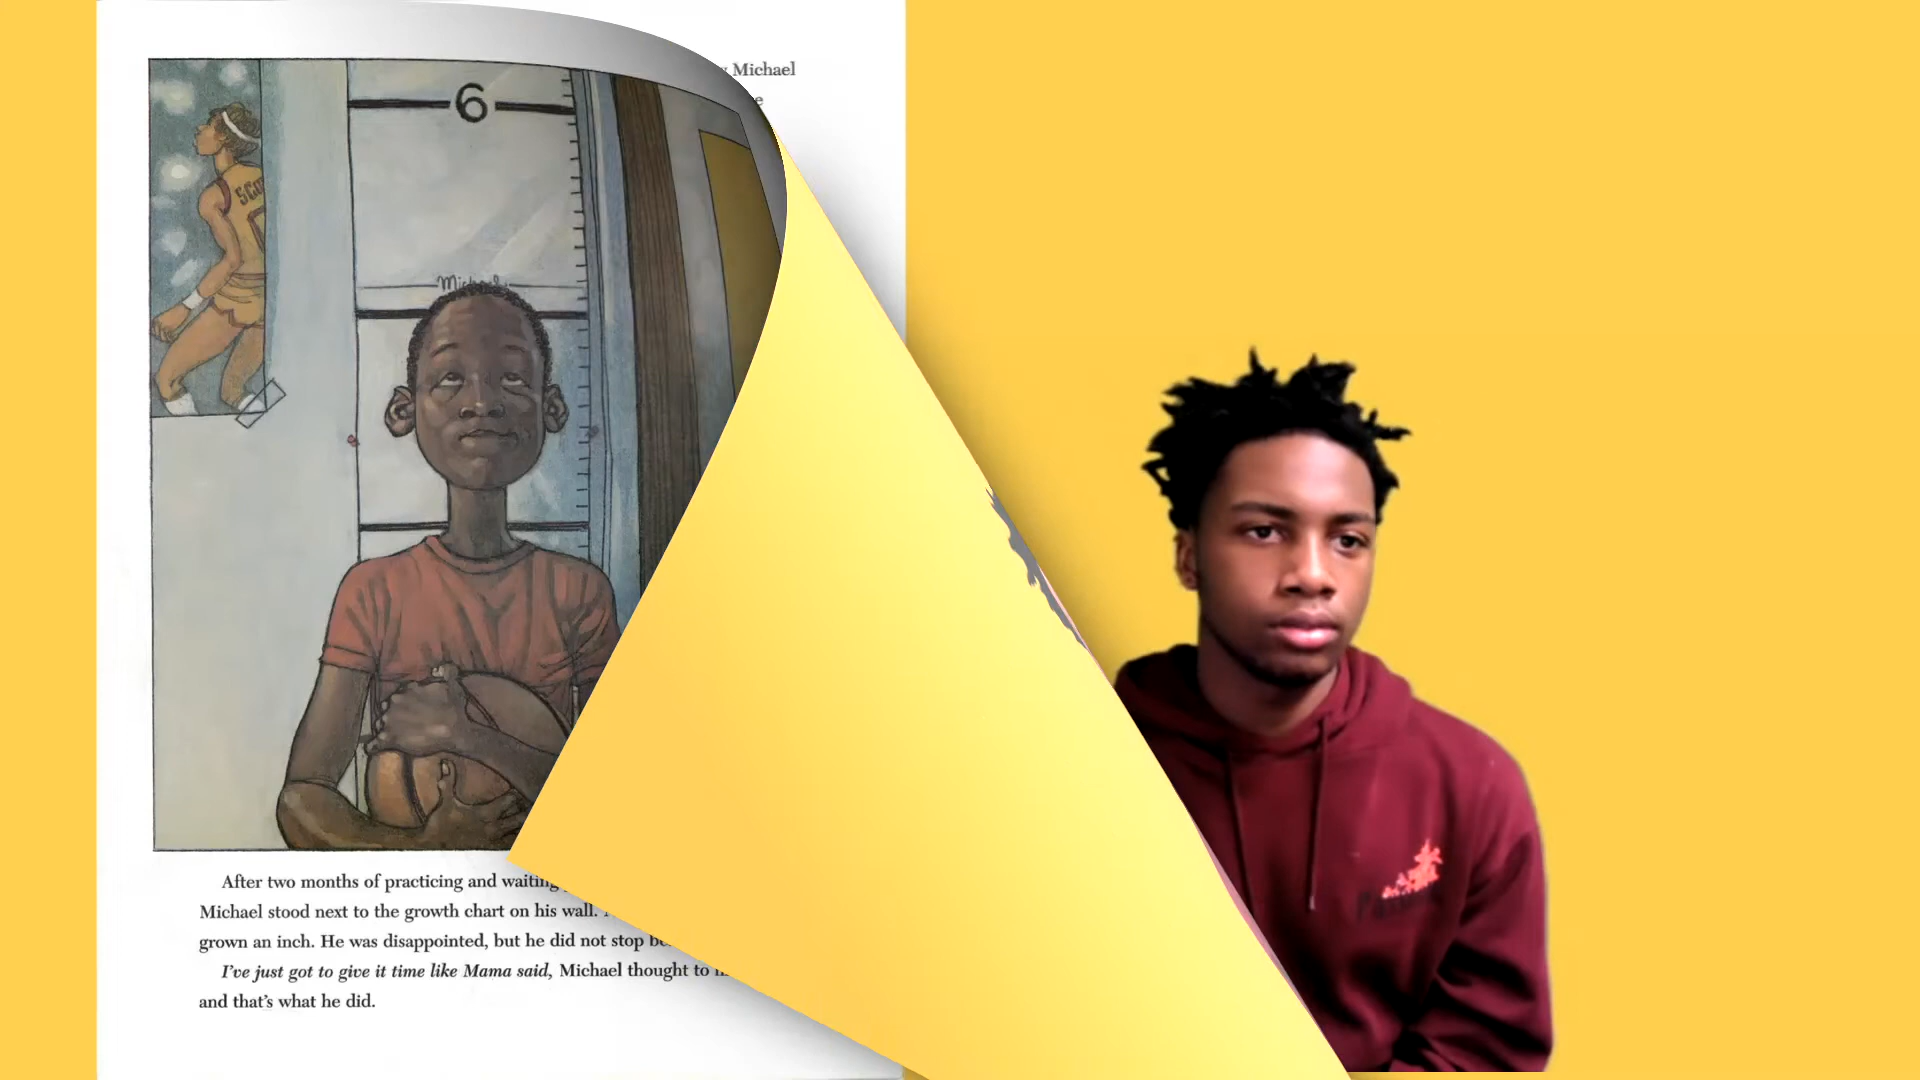 Michael
6
Michael
After two months of practicing and waiting
Michael stood next to the growth chart on his wall.
grown an inch. He was disappointed, but he did not stop
I've just got to give it time like Mama said, Michael thought to
and that's what he did.